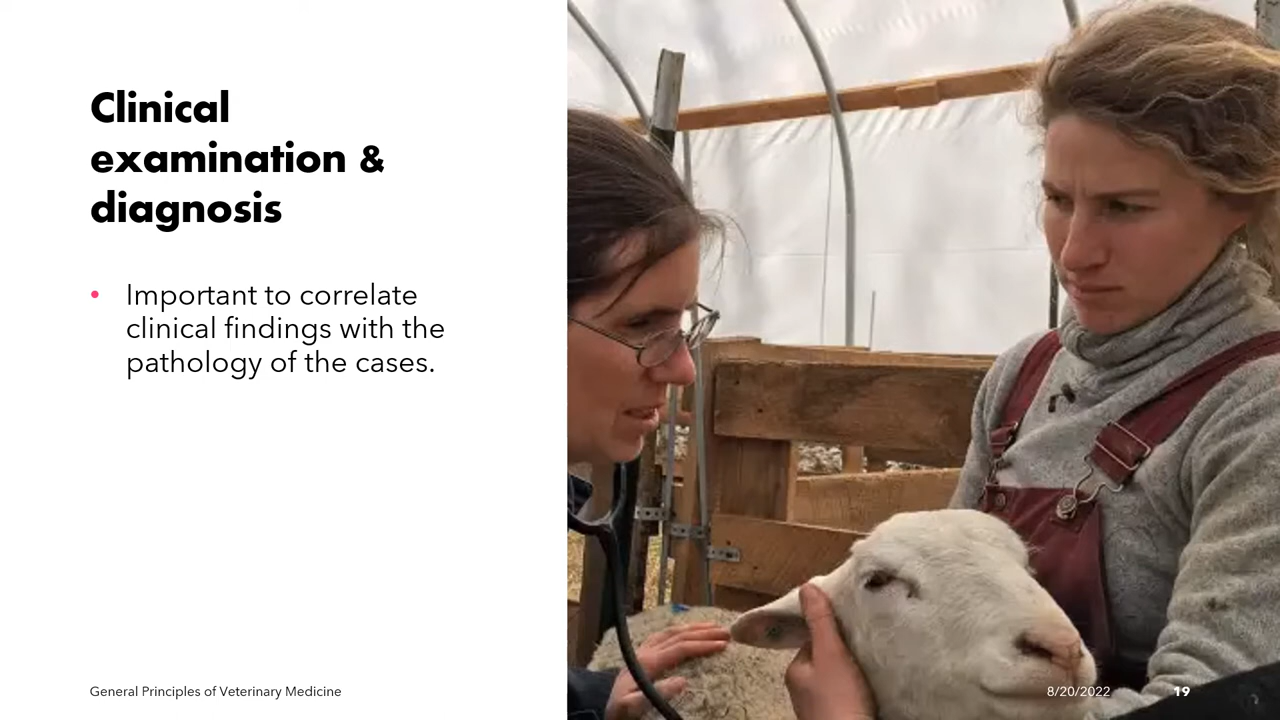 Clinical
examination &
diagnosis
• Important to correlate
clinical findings with the
pathology of the cases.
General Principles of Veterinary Medicine
8/20/2022
19